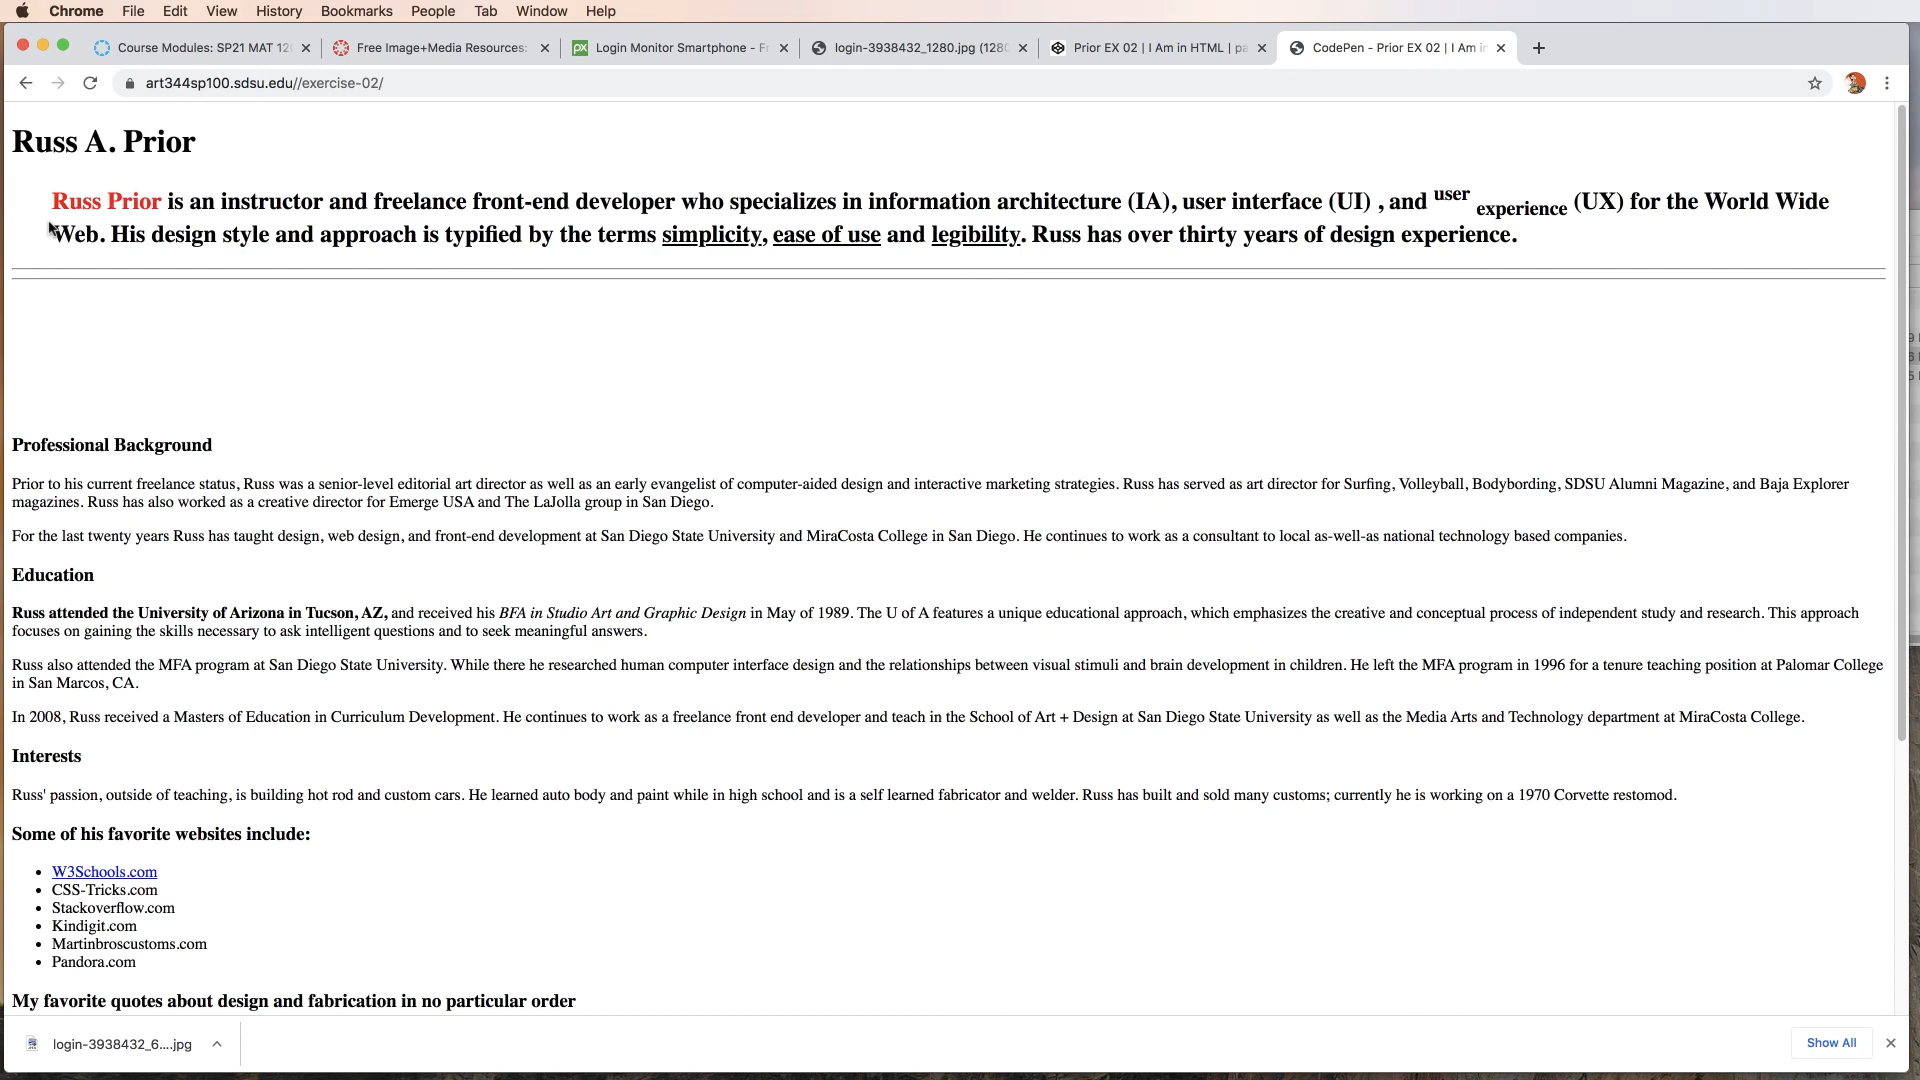 Chrome File Edit View History Bookmarks People Tab Window Help
Course Modules: SP21 MAT 12 Free Image+Media Resources: Login Monitor Smartphone - Fr login-3938432_1280.jpg (128 Prior EX 02 | I Am in HTML | pa CodePen - Prior EX 02 | I Am in
art344sp100.sdsu.edu//exercise-02/
Russ A. Prior
Russ Prior is an instructor and freelance front-end developer who specializes in information architecture (IA), user interface (UI) , and user experience (UX) for the World Wide
Web. His design style and approach is typified by the terms simplicity, ease of use and legibility. Russ has over thirty years of design experience.
Professional Background
Prior to his current freelance status, Russ was a senior-level editorial art director as well as an early evangelist of computer-aided design and interactive marketing strategies. Russ has served as art director for Surfing, Volleyball, Bodybording, SDSU Alumni Magazine, and Baja Explorer
magazines. Russ has also worked as a creative director for Emerge USA and The LaJolla group in San Diego.
For the last twenty years Russ has taught design, web design, and front-end development at San Diego State University and MiraCosta College in San Diego. He continues to work as a consultant to local as-well-as national technology based companies.
Education
Russ attended the University of Arizona in Tucson, AZ, and received his BFA in Studio Art and Graphic Design in May of 1989. The U of A features a unique educational approach, which emphasizes the creative and conceptual process of independent study and research. This approach
focuses on gaining the skills necessary to ask intelligent questions and to seek meaningful answers.
Russ also attended the MFA program at San Diego State University. While there he researched human computer interface design and the relationships between visual stimuli and brain development in children. He left the MFA program in 1996 for a tenure teaching position at Palomar College
in San Marcos, CA.
In 2008, Russ received a Masters of Education in Curriculum Development. He continues to work as a freelance front end developer and teach in the School of Art + Design at San Diego State University as well as the Media Arts and Technology department at MiraCosta College.
Interests
Russ' passion, outside of teaching, is building hot rod and custom cars. He learned auto body and paint while in high school and is a self learned fabricator and welder. Russ has built and sold many customs; currently he is working on a 1970 Corvette restomod.
Some of his favorite websites include:
W3Schools.com
CSS-Tricks.com
Stackoverflow.com
Kindigit.com
Martinbroscustoms.com
Pandora.com
My favorite quotes about design and fabrication in no particular order
login-3938432_6....jpg Show All